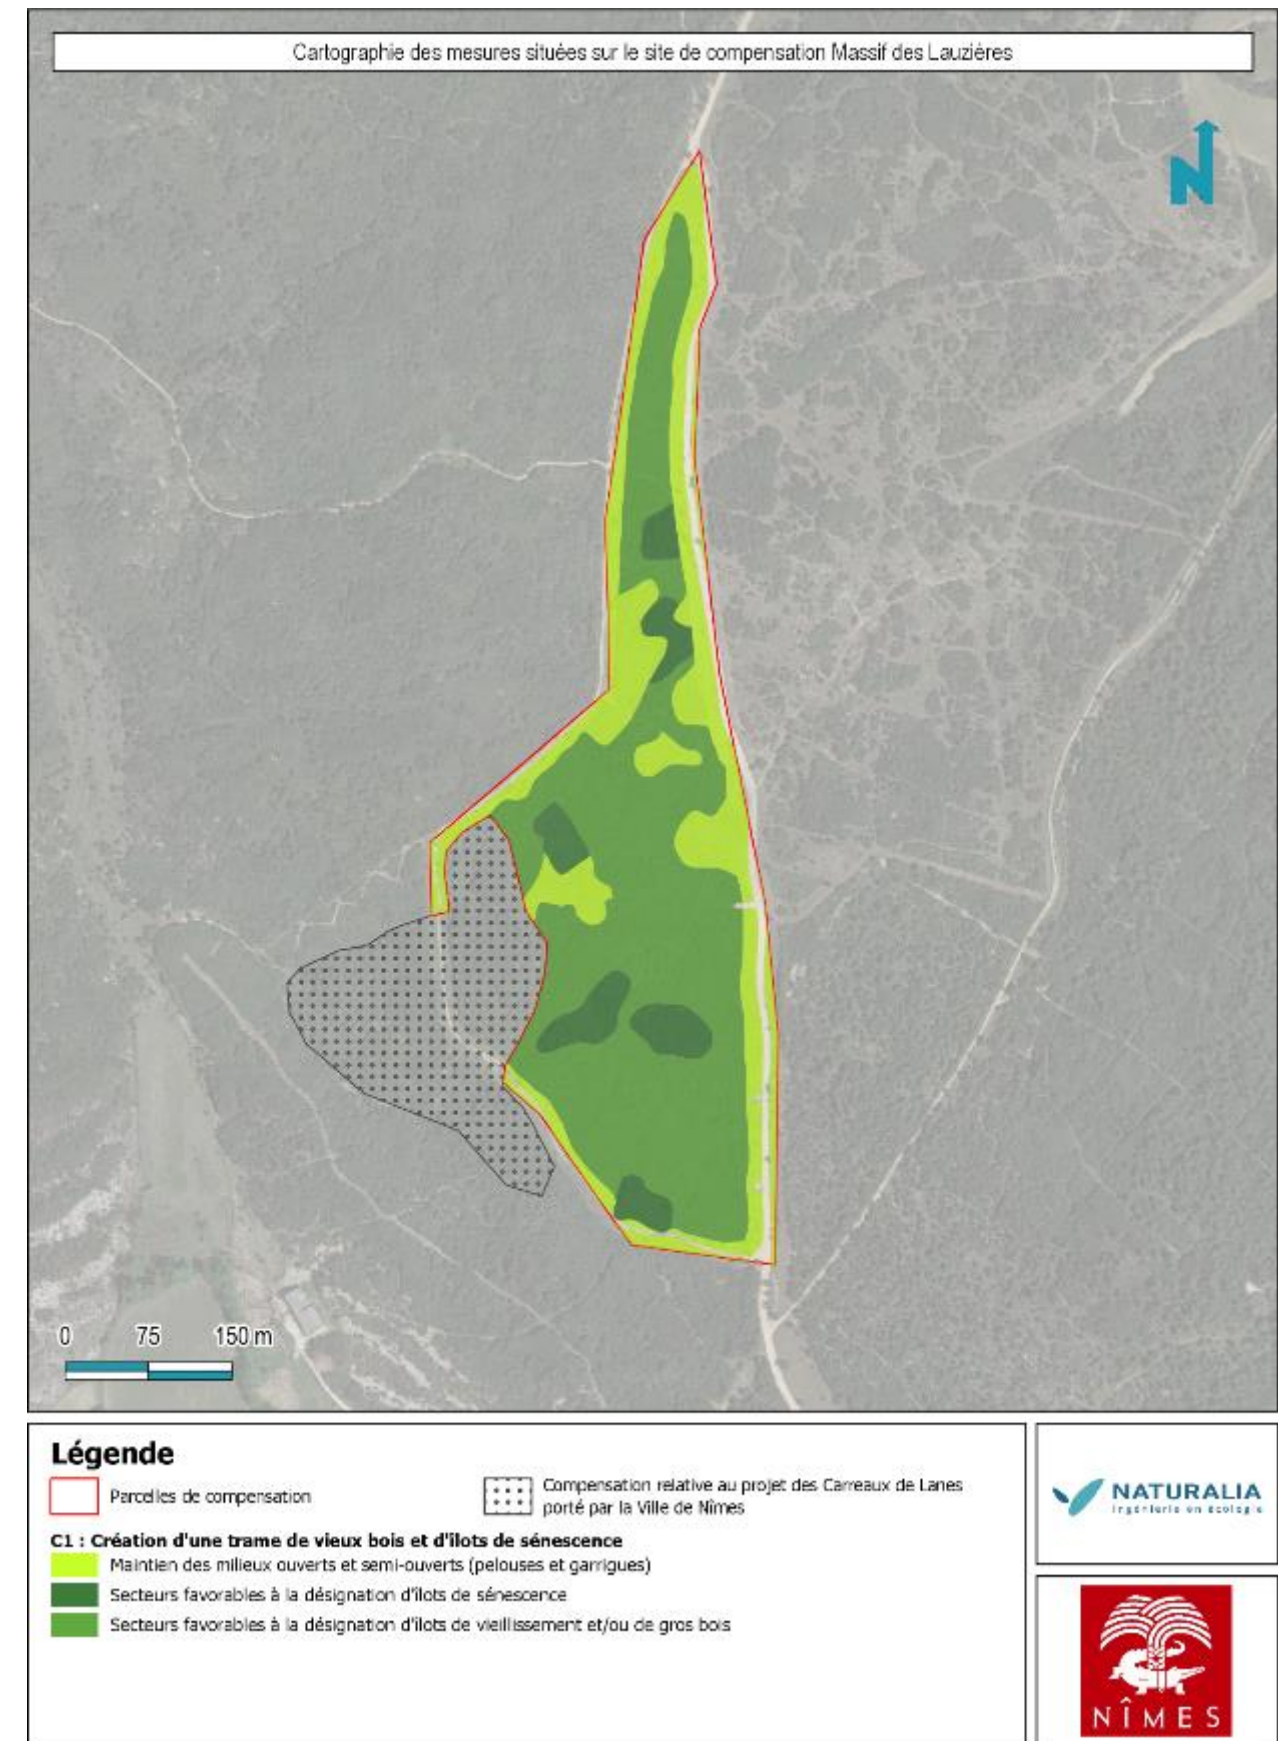 Cartographie des mesures situées sur le site de compensation Massif des Lauzières
N
0 75 150 m
Légende
Parcelles de compensation
Compensation relative au projet des Carreaux de Lanes
porté par la Ville de Nîmes
C1 : Création d'une trame de vieux bois et d'îlots de sénescence
Maintien des milieux ouverts et semi-ouverts (pelouses et garrigues)
Secteurs favorables à la désignation d'îlots de sénescence
Secteurs favorables à la désignation d'îlots de vieillissement et/ou de gros bois
NATURALIA
Ingénierie en écologie
NÎMES